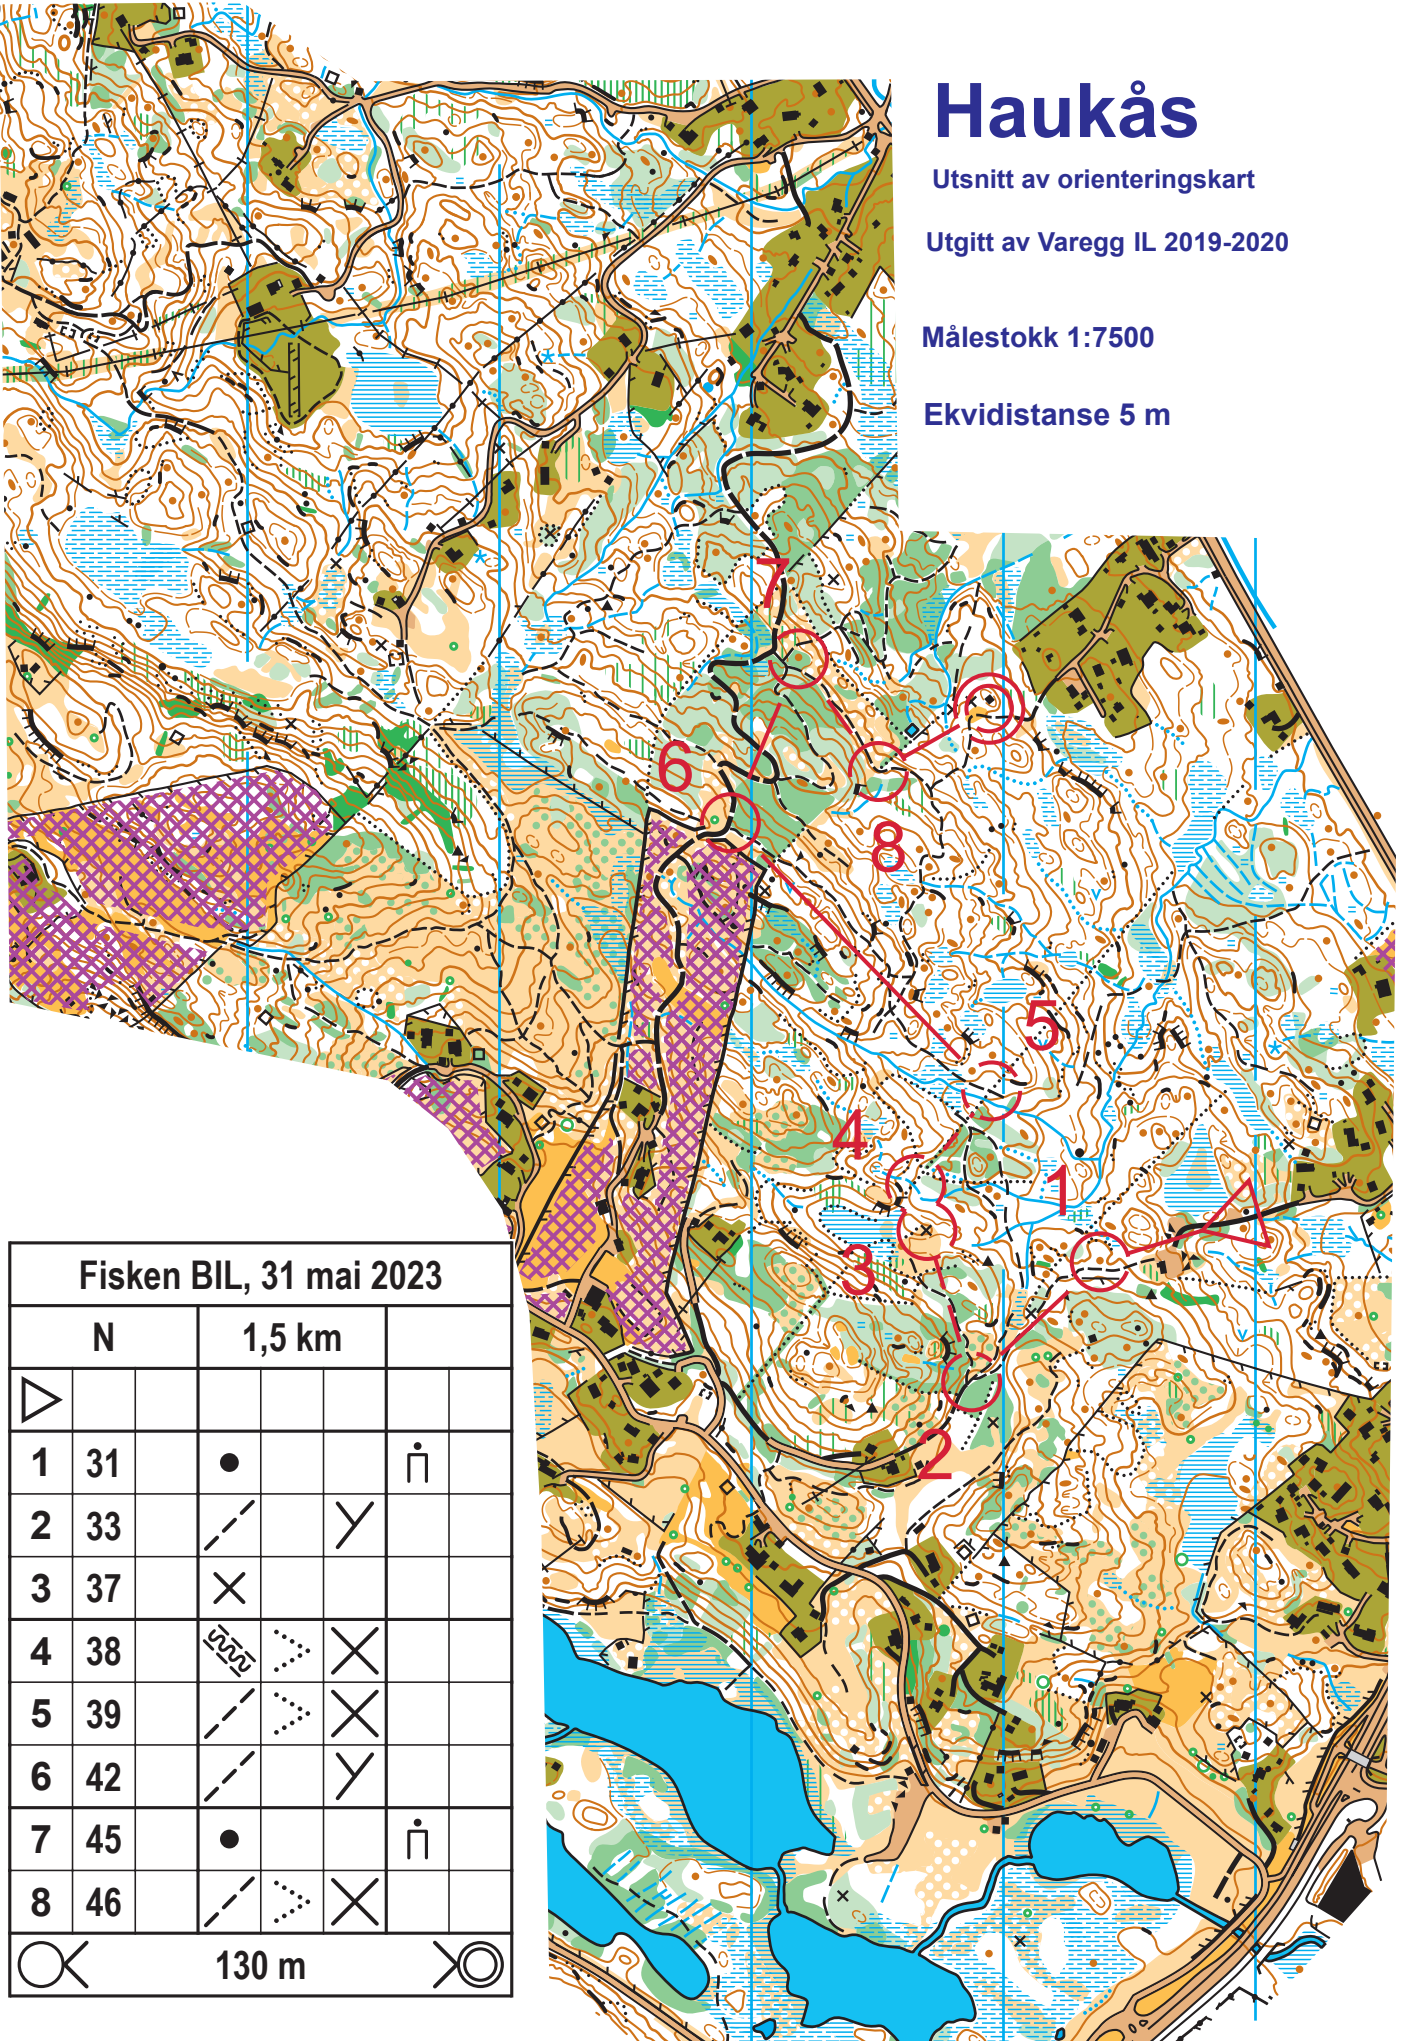 Haukås
Utsnitt av orienteringskart
Utgitt av Varegg IL 2019-2020
Målestokk 1:7500
Ekvidistanse 5 m
7
6
8
5
4
1
3
2
Fisken BIL, 31 mai 2023
N 1,5 km
1 31
2 33
3 37
4 38
5 39
6 42
7 45
8 46
130 m